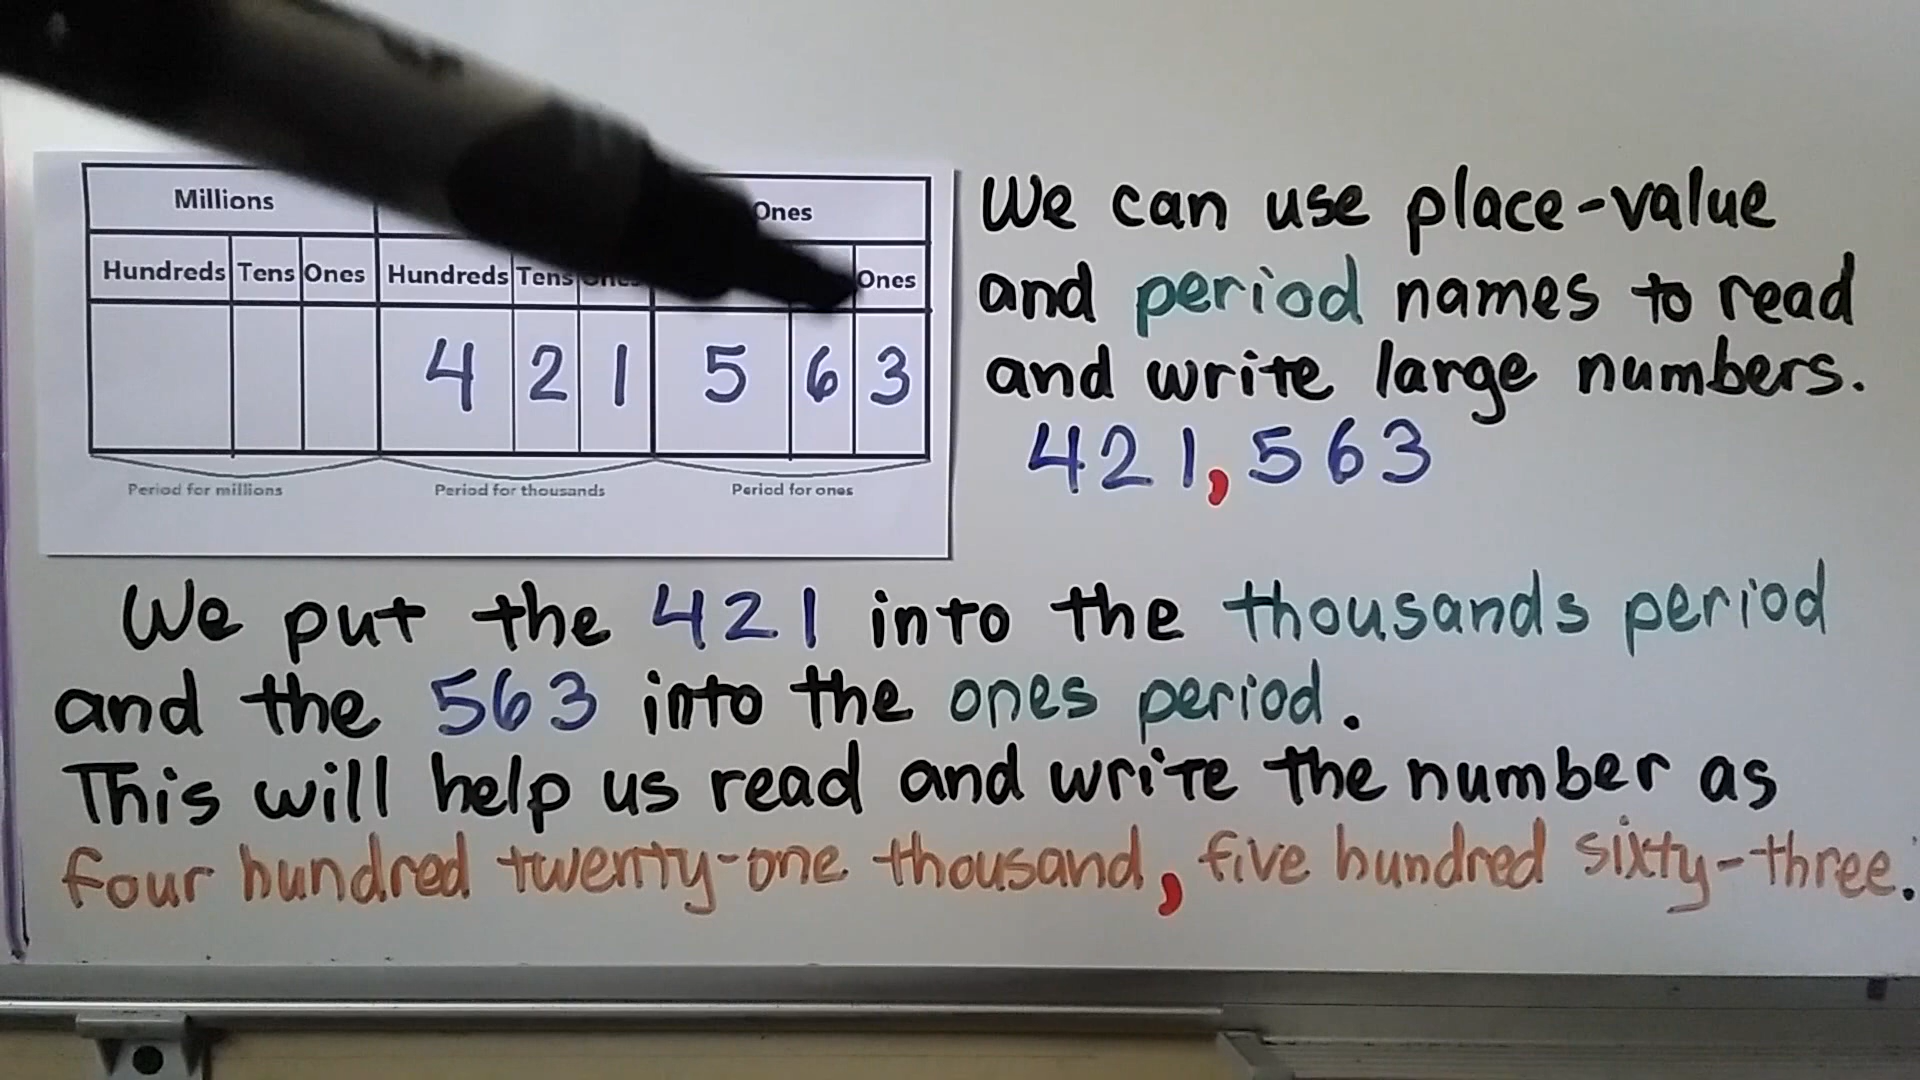 Millions Ones
Hundreds Tens Ones Hundreds Tens Ones Ones
4 2 1 5 6 3
Period for millions Period for thousands Period for ones
We can use place-value
and period names to read
and write large numbers.
421,563
We put the 421 into the thousands period
and the 563 into the ones period.
This will help us read and write the number as
four hundred twenty-one thousand, five hundred sixty-three.